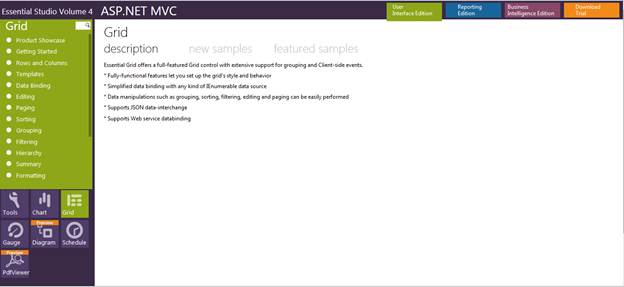 Essential Studio Volume 4
ASP.NET MVC
User
Interface Edition
Reporting
Edition
Business
Intelligence Edition
Download
Trial
Grid
Product Showcase
Getting Started
Rows and Columns
Templates
Data Binding
Editing
Paging
Sorting
Grouping
Filtering
Hierarchy
Summary
Formatting
Tools
Chart
Grid
Gauge
Preview
Diagram
Schedule
Preview
PdfViewer
Grid
description
new samples
featured samples
Essential Grid offers a full-featured Grid control with extensive support for grouping and Client-side events.
* Fully-functional features let you set up the grid's style and behavior
* Simplified data binding with any kind of IEnumerable data source
* Data manipulations such as grouping, sorting, filtering, editing and paging can be easily performed
* Supports JSON data-interchange
* Supports Web service databinding